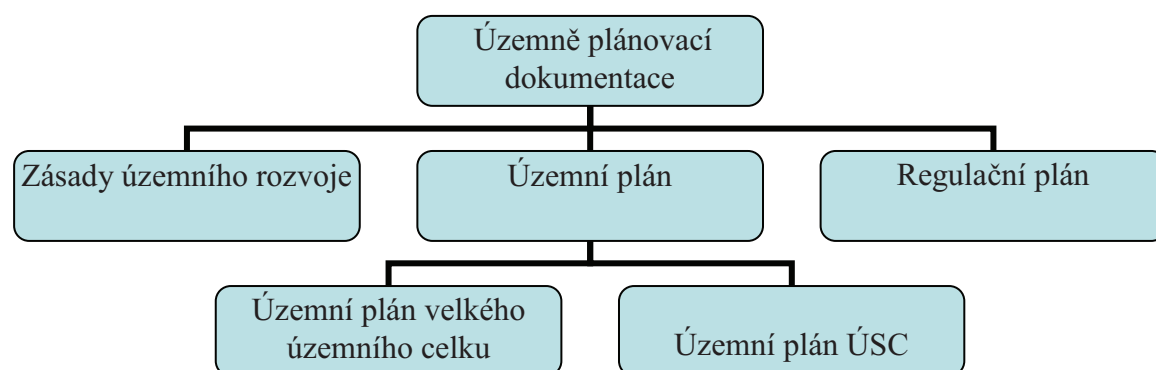 Územně plánovací
dokumentace
Zásady územního rozvoje
Územní plán
Regulační plán
Územní plán velkého
územního celku
Územní plán ÚSC